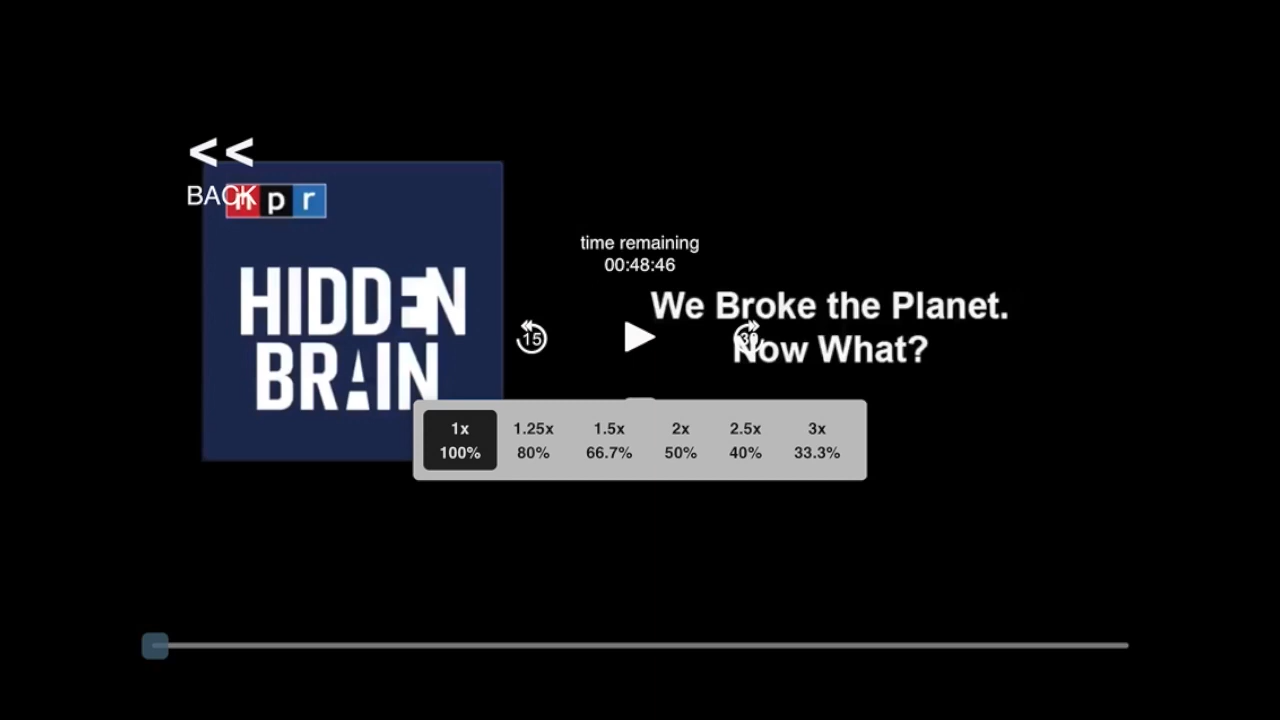 <<
BACK
npr
HIDDEN
BRAIN
time remaining
00:48:46
We Broke the Planet.
Now What?
15
30
1x 1.25x 1.5x 2x 2.5x 3x
100% 80% 66.7% 50% 40% 33.3%